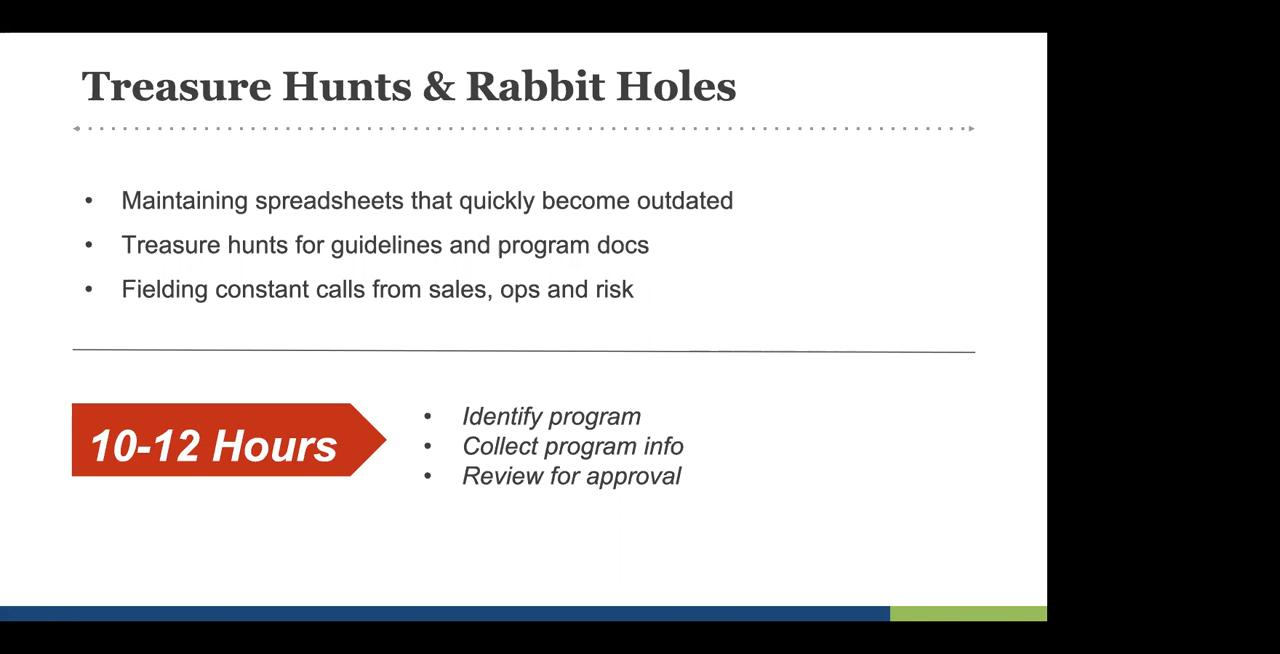 Treasure Hunts & Rabbit Holes
• Maintaining spreadsheets that quickly become outdated
• Treasure hunts for guidelines and program docs
• Fielding constant calls from sales, ops and risk
10-12 Hours
• Identify program
• Collect program info
• Review for approval